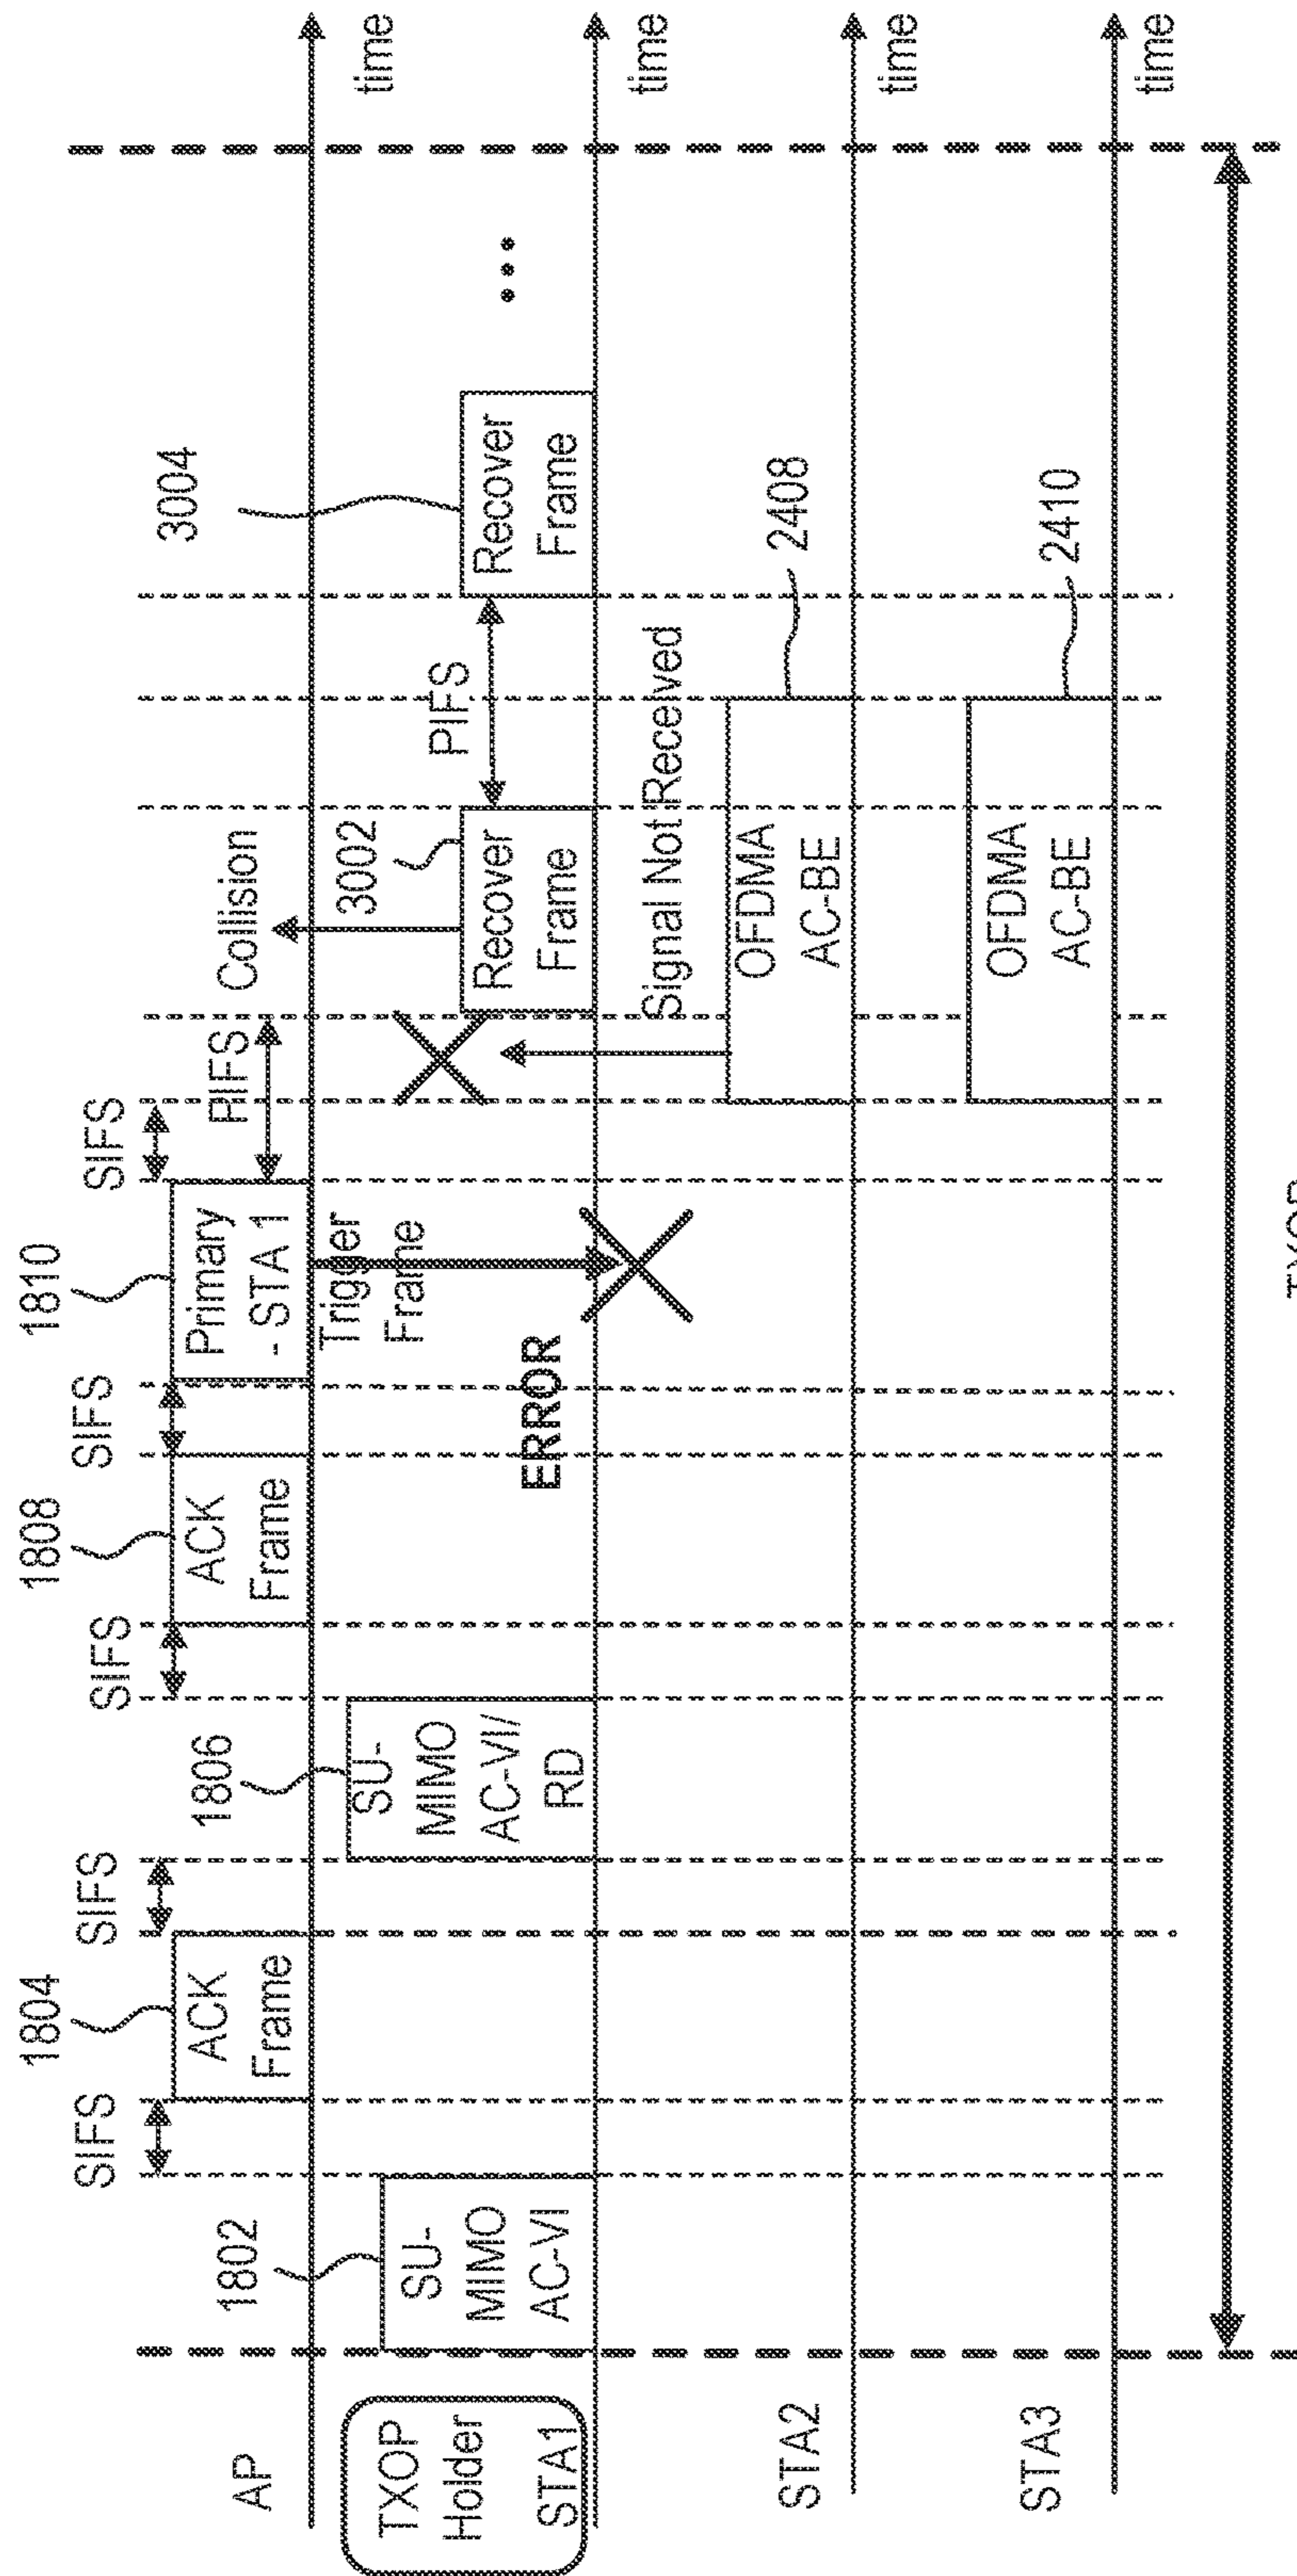 1802
1804
1806
1808
1810
3002
3004
SIFS
SIFS
SIFS
SIFS
SIFS
SIFS
PIFS
Collision
AP
ACK
Frame
ACK
Frame
Primary
- STA 1
Trigger
Frame
time
TXOP
Holder
STA1
SU-
MIMO
AC-VI
SU-
MIMO
AC-VI/
RD
ERROR
Recover
Frame
PIFS
Recover
Frame
•••
time
Signal Not Received
STA2
OFDMA
AC-BE
2408
time
STA3
OFDMA
AC-BE
2410
time
TXOP